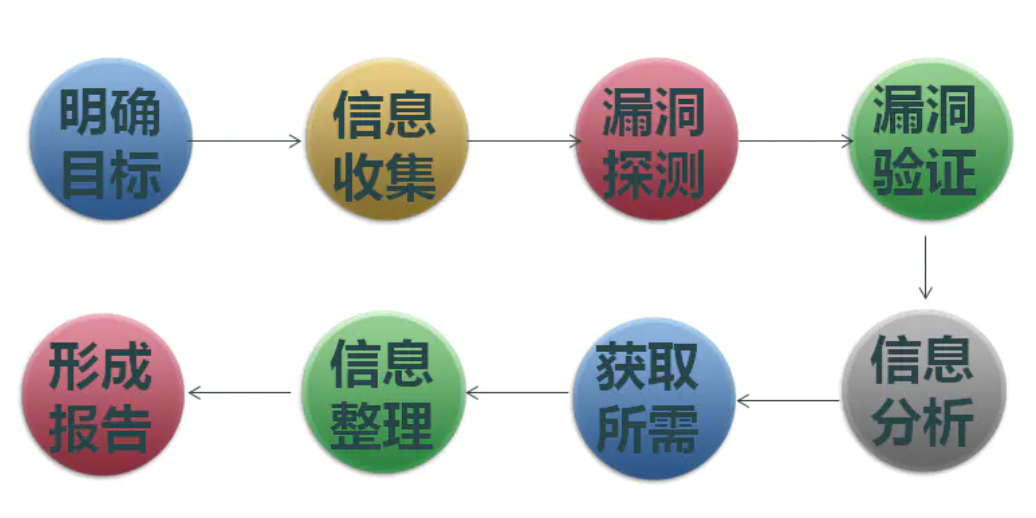 明确
目标
信息
收集
漏洞
探测
漏洞
验证
信息
分析
获取
所需
信息
整理
形成
报告